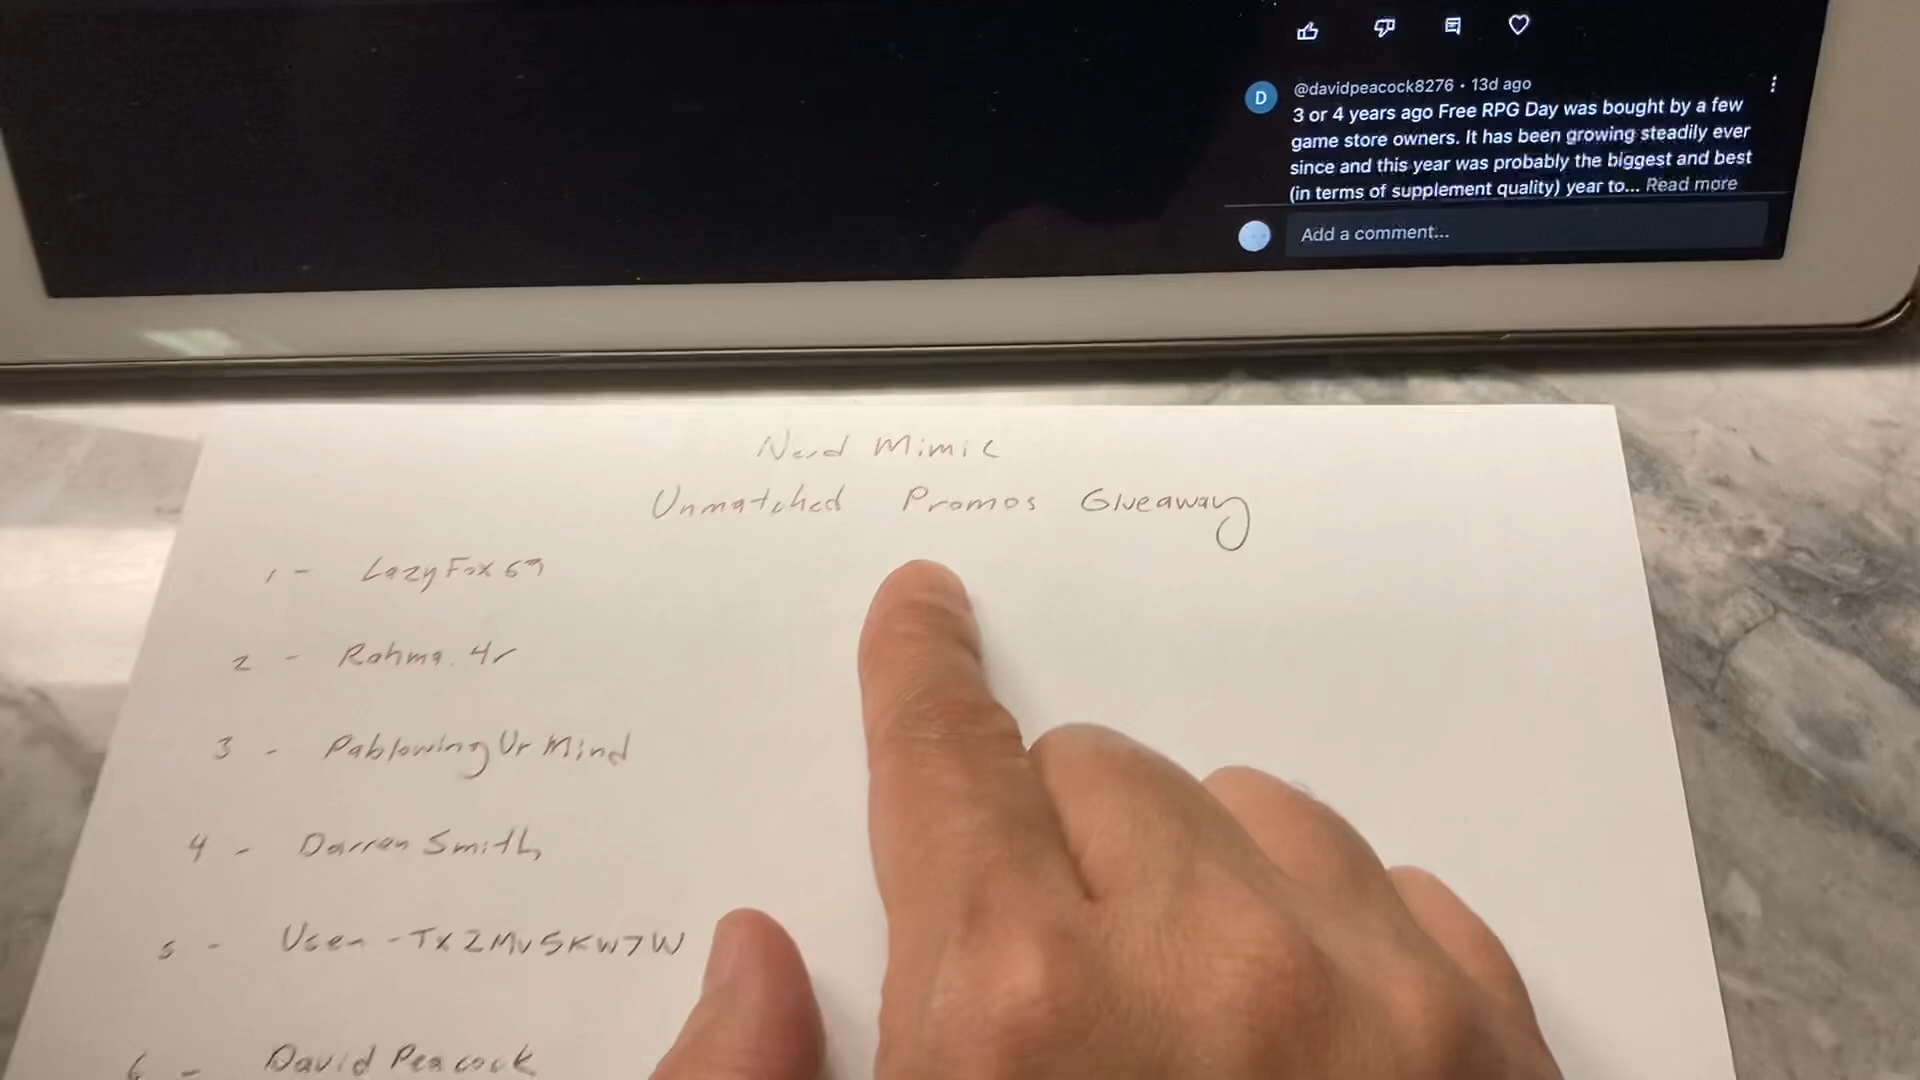 @davidpeacock8276 · 13d ago
D
3 or 4 years ago Free RPG Day was bought by a few
game store owners. It has been growing steadily ever
since and this year was probably the biggest and best
(in terms of supplement quality) year to... Read more
Add a comment...
Nerd Mimic
Unmatched Promos Giveaway
1 - LazyFox69
2 - Rahma.4r
3 - PablowingUrMind
4 - Darren Smith
5 - User-TX2MV5KW7W
6 - David Peacock